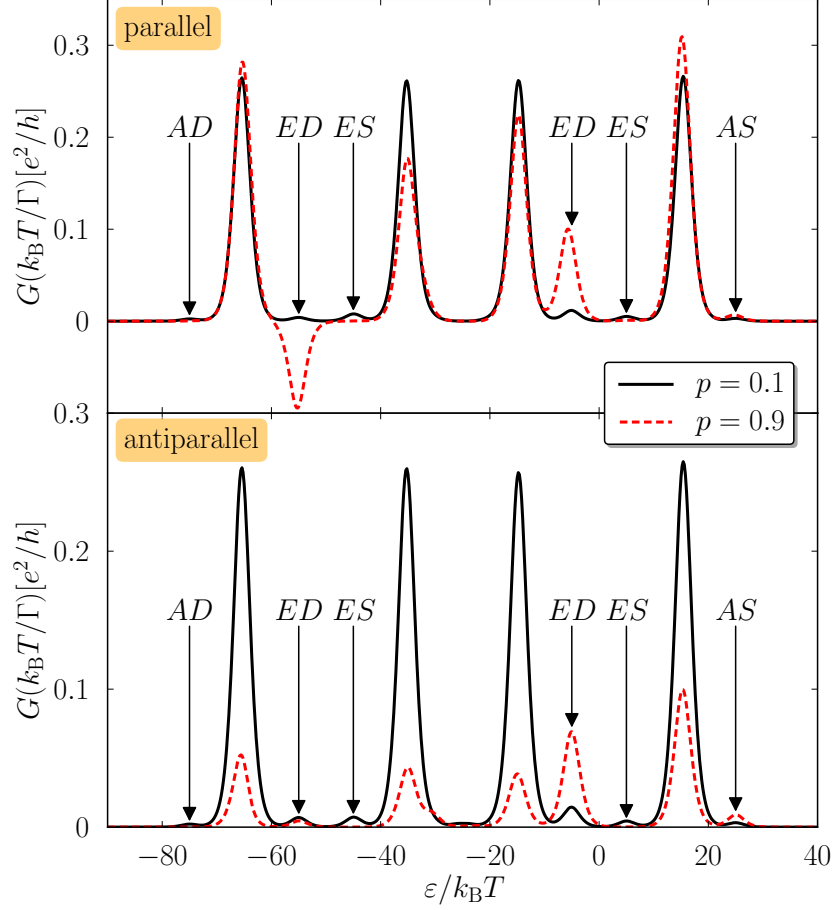 parallel
0.3
AD ED ES ED ES AS
0.2
0.1
0
G(k_BT/Γ)[e²/h]
p = 0.1
p = 0.9
0.3
antiparallel
0.2
AD ED ES ED ES AS
0.1
0
G(k_BT/Γ)[e²/h]
−80 −60 −40 −20 0 20 40
ε/k_BT